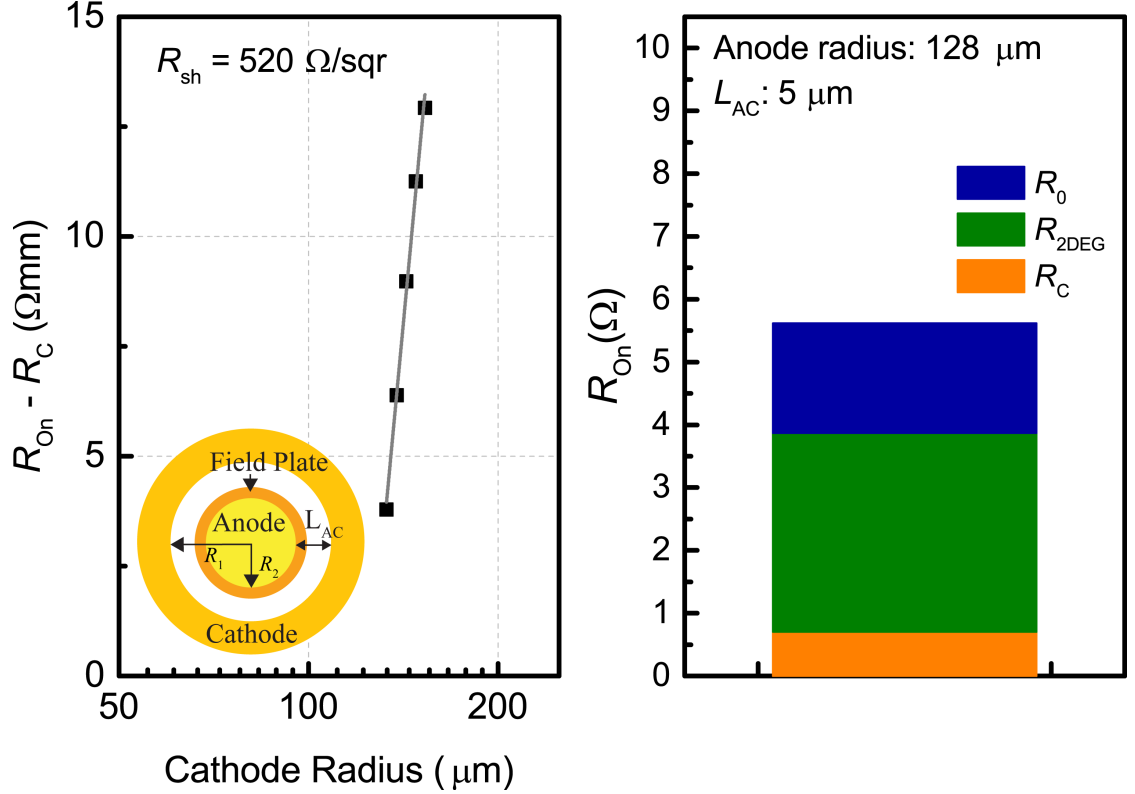 15
10
5
0
R_On - R_C (Ωmm)
R_sh = 520 Ω/sqr
Field Plate
Anode
L_AC
R_1
R_2
Cathode
50
100
200
Cathode Radius ( μm)
10
9
8
7
6
5
4
3
2
1
0
R_On(Ω)
Anode radius: 128 μm
L_AC: 5 μm
R_0
R_2DEG
R_C